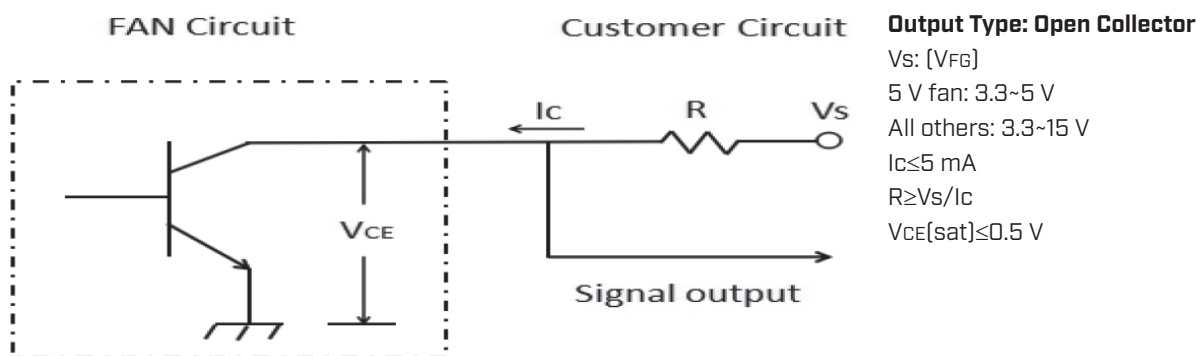 FAN Circuit
Customer Circuit
Output Type: Open Collector
Vs: (VFG)
5 V fan: 3.3~5 V
All others: 3.3~15 V
Ic≤5 mA
R≥Vs/Ic
VCE(sat)≤0.5 V
Ic
R
Vs
VCE
Signal output